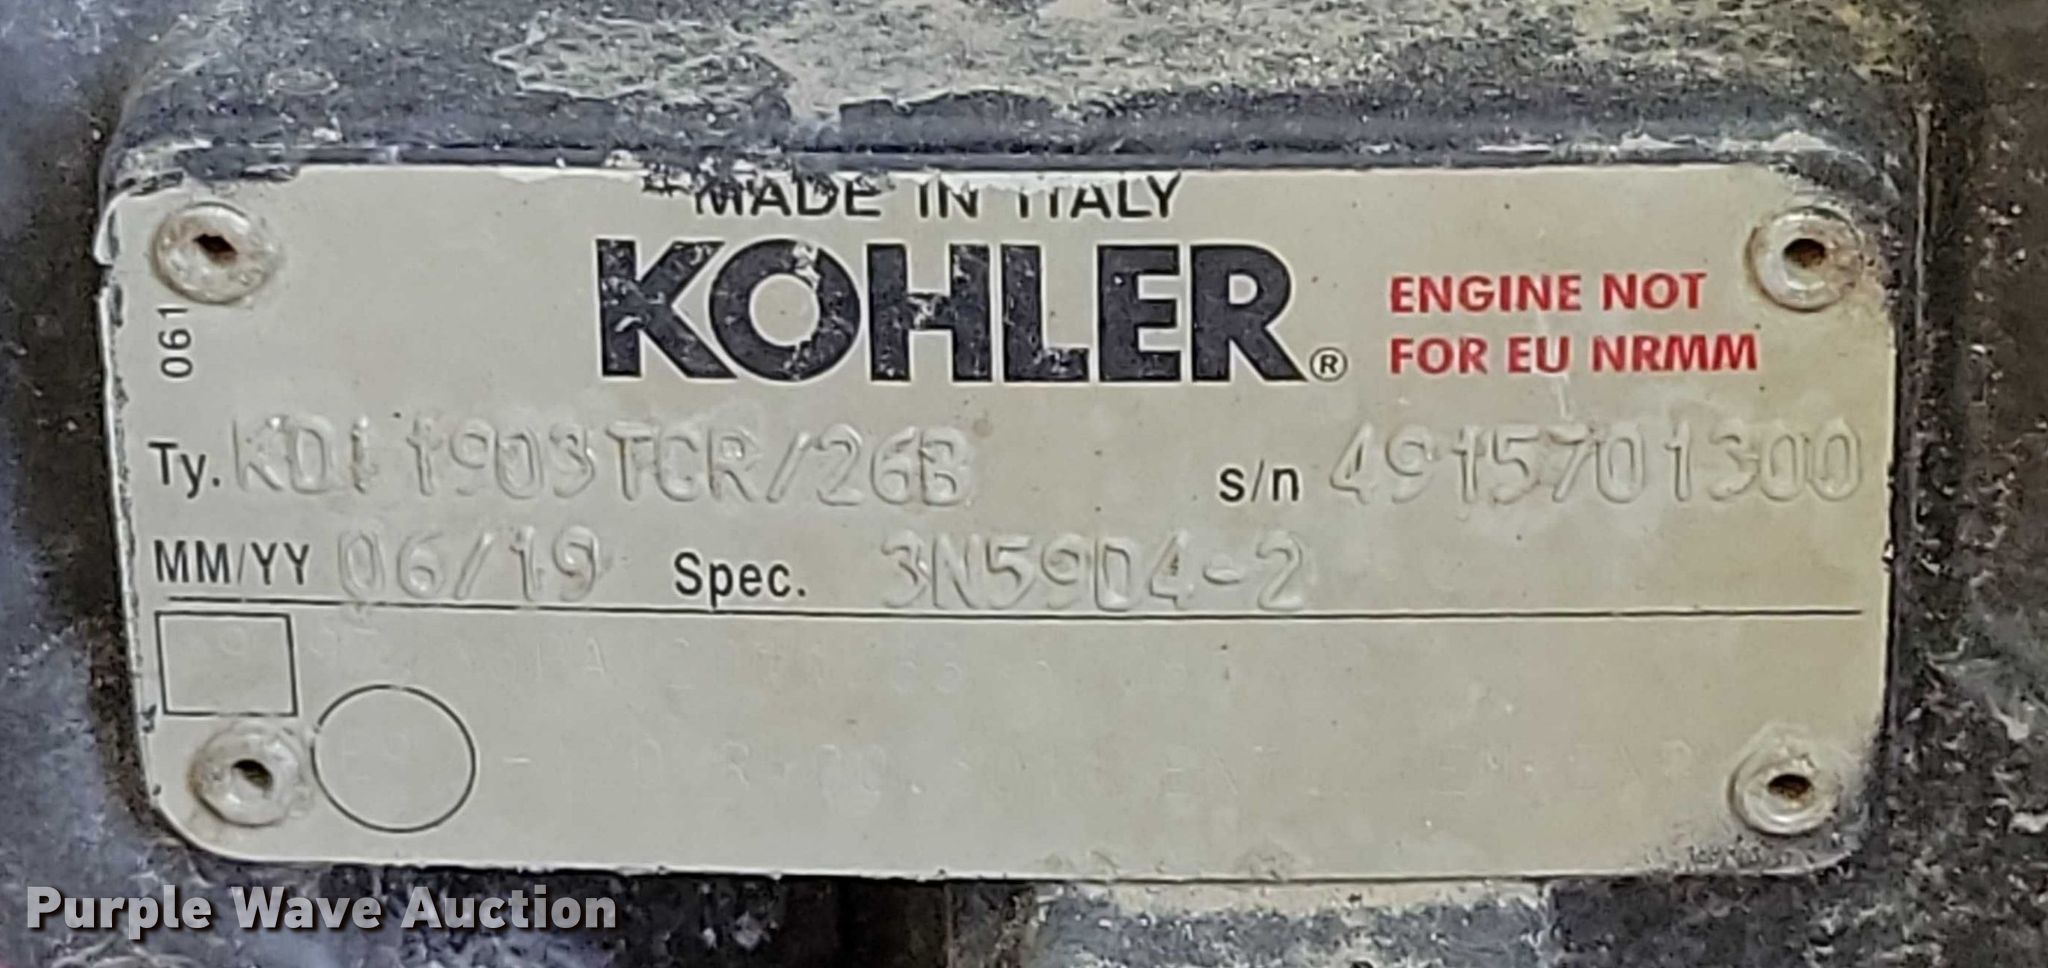 MADE IN ITALY
KOHLER®
ENGINE NOT
FOR EU NRMM
061
Ty. KDI 1903TCR/26B s/n 4915701300
MM/YY 06/19 Spec. 3N59D4-2
Purple Wave Auction